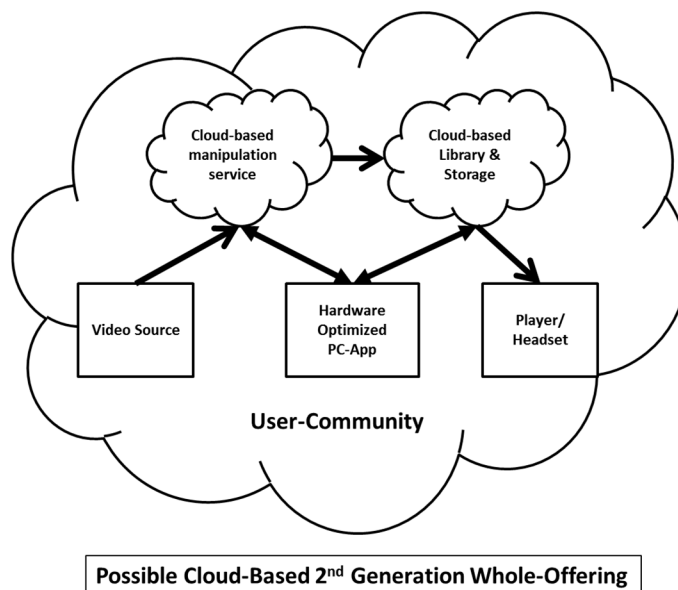 Cloud-based
manipulation
service
Cloud-based
Library &
Storage
Video Source
Hardware
Optimized
PC-App
Player/
Headset
User-Community
Possible Cloud-Based 2nd Generation Whole-Offering